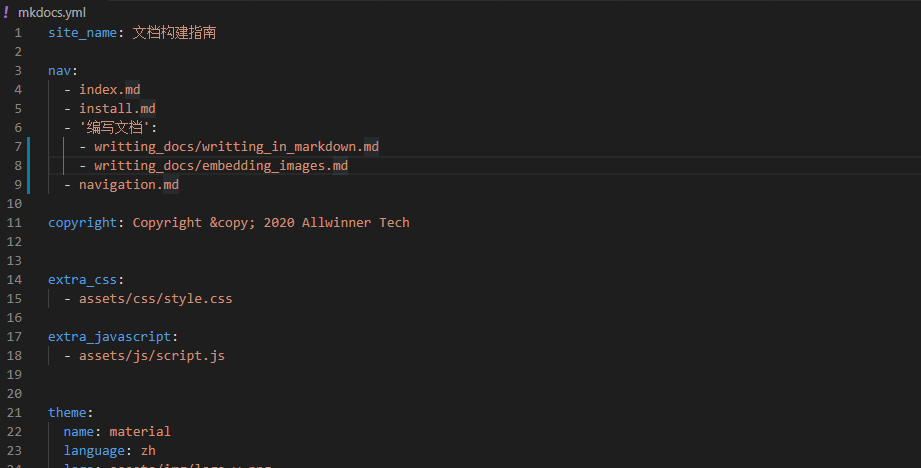 ! mkdocs.yml
1 site_name: 文档构建指南
2
3 nav:
4 - index.md
5 - install.md
6 - '编写文档':
7 - writting_docs/writting_in_markdown.md
8 - writting_docs/embedding_images.md
9 - navigation.md
10
11 copyright: Copyright &copy; 2020 Allwinner Tech
12
13
14 extra_css:
15 - assets/css/style.css
16
17 extra_javascript:
18 - assets/js/script.js
19
20
21 theme:
22 name: material
23 language: zh